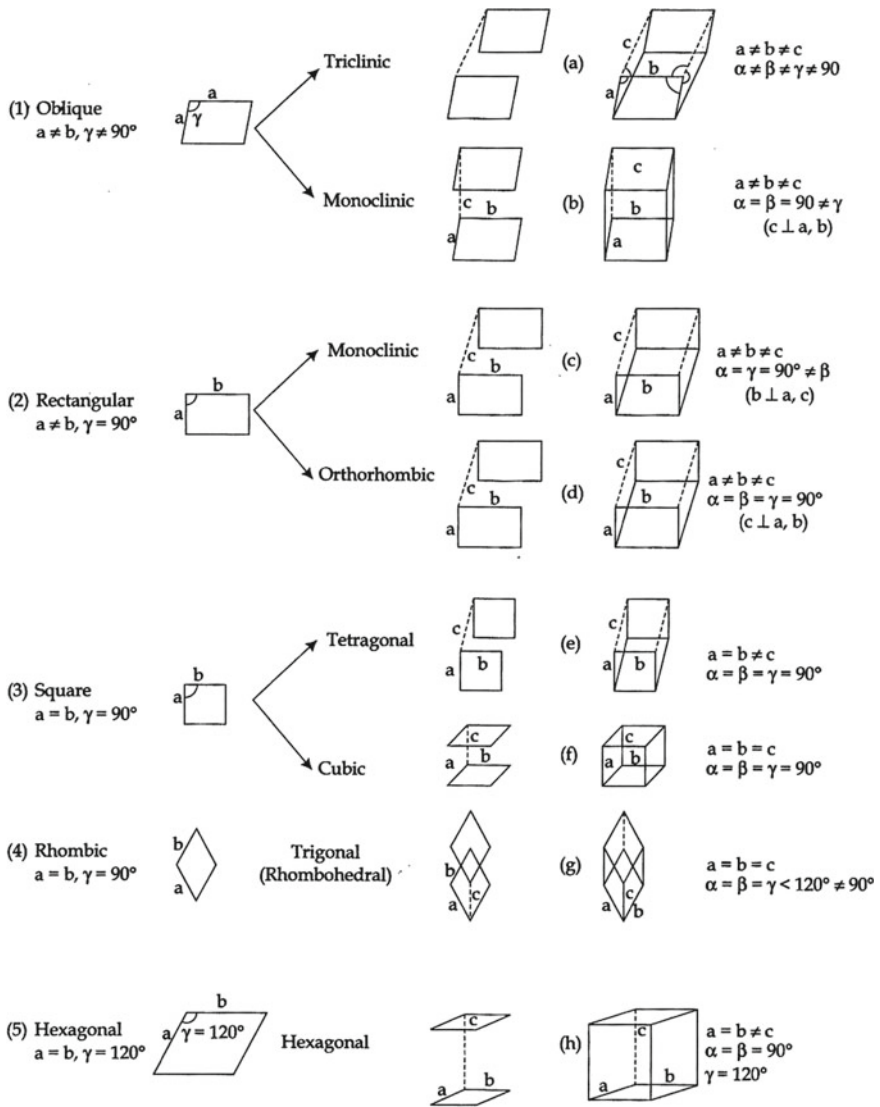 Triclinic
(a)
a ≠ b ≠ c
α ≠ β ≠ γ ≠ 90
c
b
a
(1) Oblique
a ≠ b, γ ≠ 90°
a
a
γ
Monoclinic
c
b
a
(b)
c
b
a
a ≠ b ≠ c
α = β = 90 ≠ γ
(c ⊥ a, b)
Monoclinic
c
b
a
(c)
c
b
a
a ≠ b ≠ c
α = γ = 90° ≠ β
(b ⊥ a, c)
(2) Rectangular
a ≠ b, γ = 90°
b
a
Orthorhombic
c
b
a
(d)
c
b
a
a ≠ b ≠ c
α = β = γ = 90°
(c ⊥ a, b)
Tetragonal
c
b
a
(e)
c
b
a
a = b ≠ c
α = β = γ = 90°
(3) Square
a = b, γ = 90°
b
a
Cubic
c
a
b
(f)
c
a
b
a = b = c
α = β = γ = 90°
(4) Rhombic
a = b, γ = 90°
b
a
Trigonal
(Rhombohedral)
b
a
c
(g)
c
a
b
a = b = c
α = β = γ < 120° ≠ 90°
(5) Hexagonal
a = b, γ = 120°
b
a
γ = 120°
Hexagonal
c
a
b
(h)
c
a
b
a = b ≠ c
α = β = 90°
γ = 120°